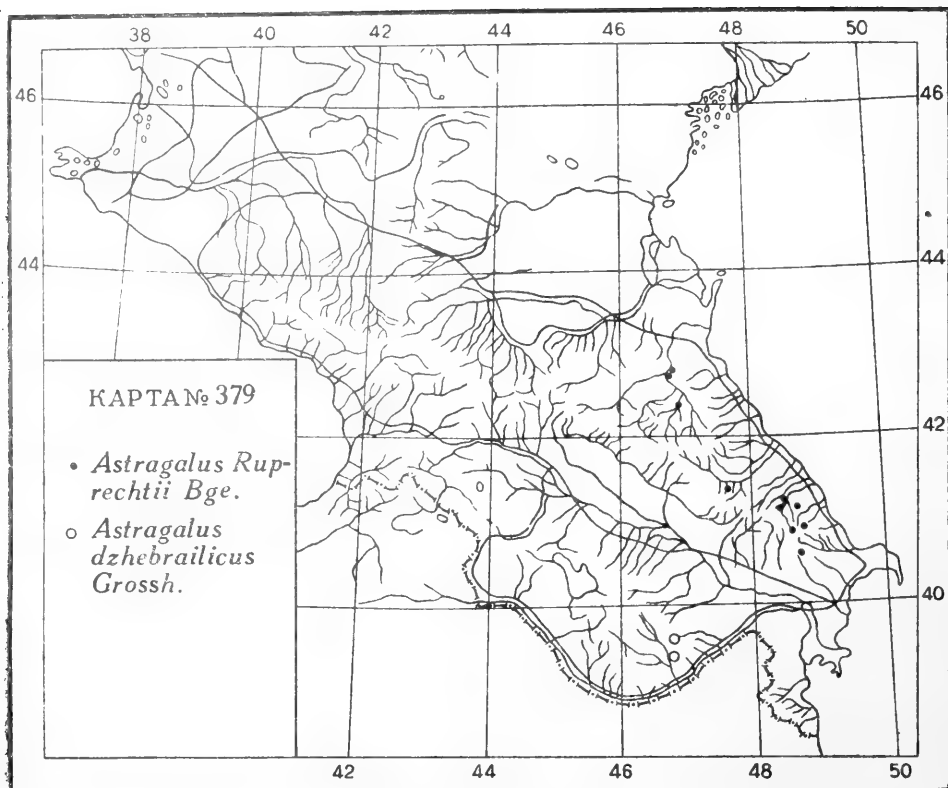 38 40 42 44 46 48 50
46 46
44 44
КАРТА № 379
42
• Astragalus Rup-
rechtii Bge.
○ Astragalus
dzhebrailicus
Grossh.
40
42 44 46 48 50